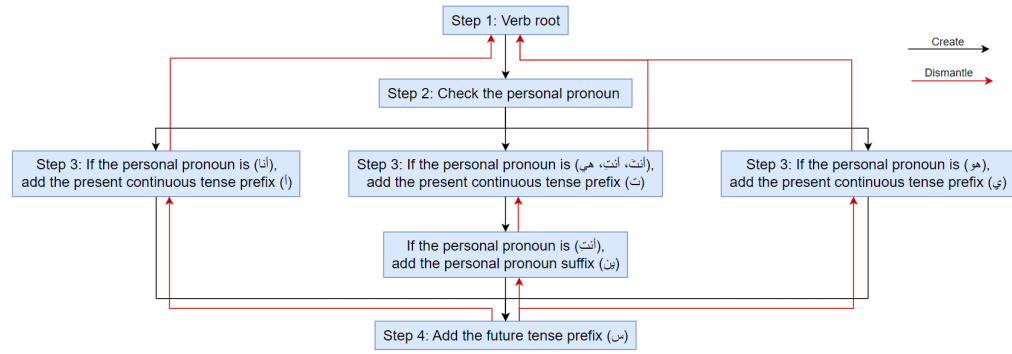 Step 1: Verb root
Create
Dismantle
Step 2: Check the personal pronoun
Step 3: If the personal pronoun is (أنا),
add the present continuous tense prefix (أ)
Step 3: If the personal pronoun is (أنتَ، أنتِ، هي),
add the present continuous tense prefix (ت)
Step 3: If the personal pronoun is (هو),
add the present continuous tense prefix (ي)
If the personal pronoun is (أنتِ),
add the personal pronoun suffix (ين)
Step 4: Add the future tense prefix (س)